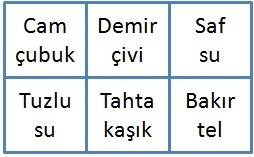 Cam çubuk
Demir çivi
Saf su
Tuzlu su
Tahta kaşık
Bakır tel